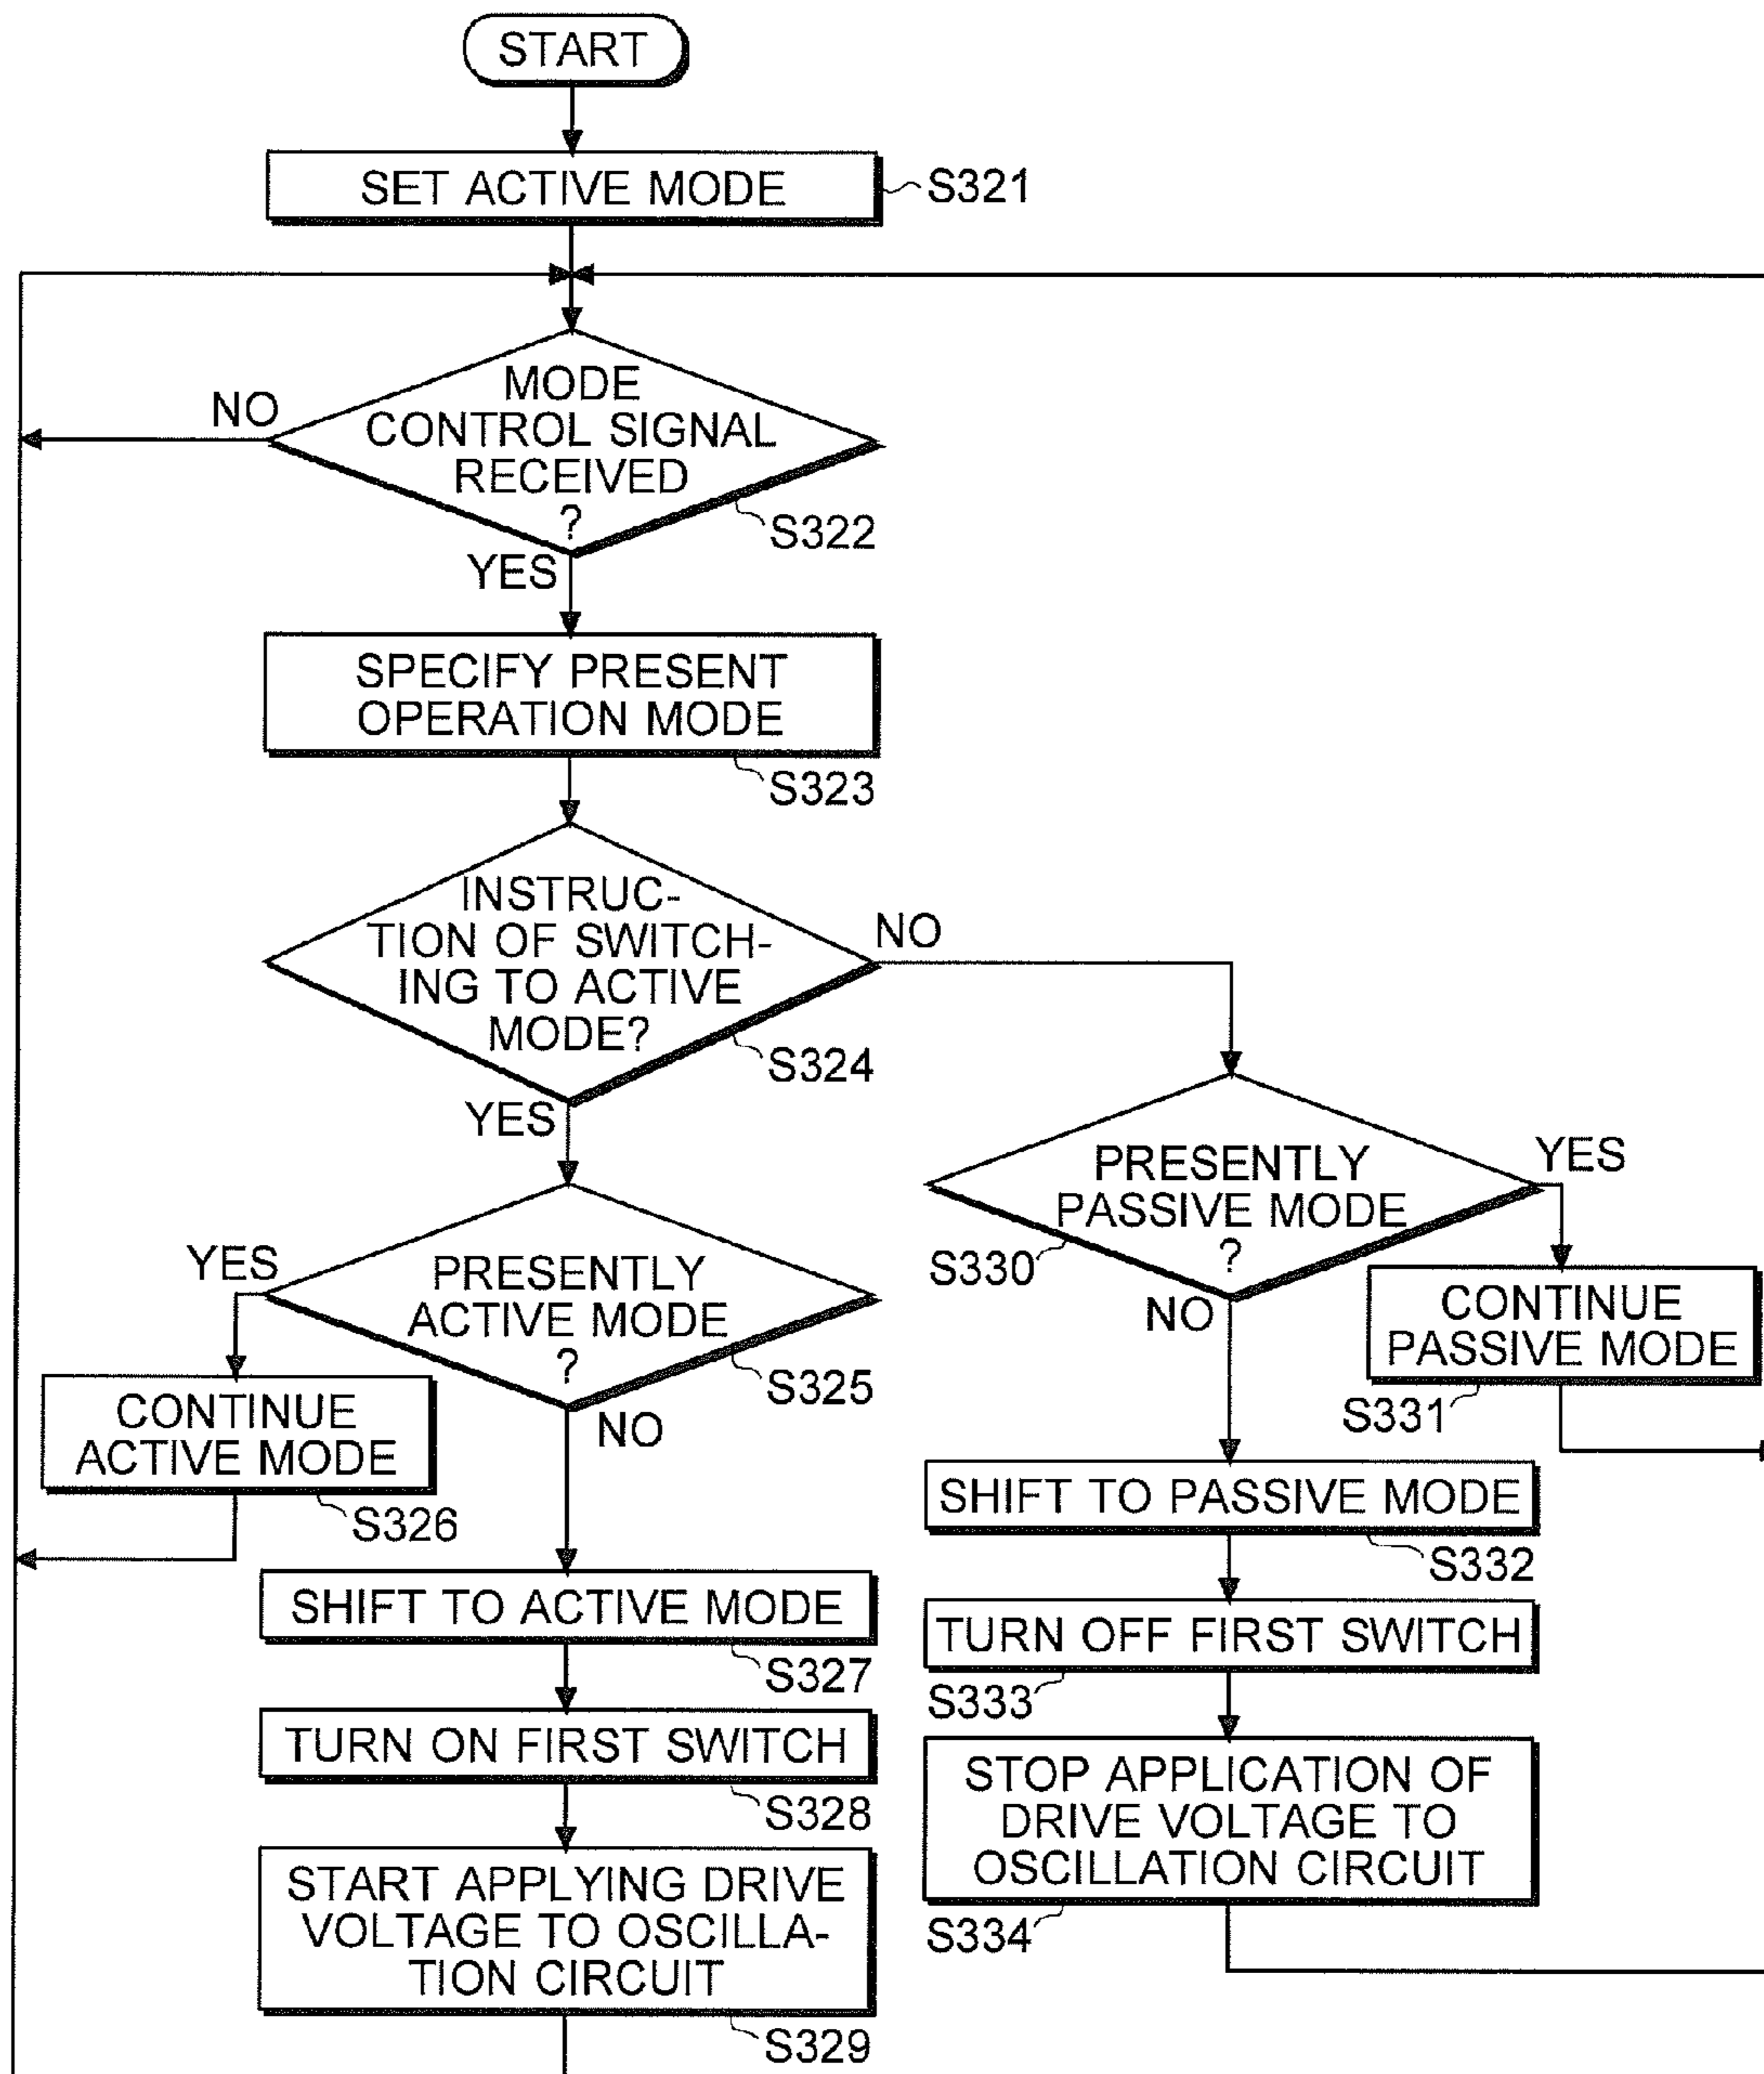 START
SET ACTIVE MODE
S321
MODE
CONTROL SIGNAL
RECEIVED
?
NO
S322
YES
SPECIFY PRESENT
OPERATION MODE
S323
INSTRUC-
TION OF SWITCH-
ING TO ACTIVE
MODE?
NO
S324
YES
PRESENTLY
ACTIVE MODE
?
YES
S325
NO
CONTINUE
ACTIVE MODE
S326
SHIFT TO ACTIVE MODE
S327
TURN ON FIRST SWITCH
S328
START APPLYING DRIVE
VOLTAGE TO OSCILLA-
TION CIRCUIT
S329
PRESENTLY
PASSIVE MODE
?
YES
S330
NO
CONTINUE
PASSIVE MODE
S331
SHIFT TO PASSIVE MODE
S332
TURN OFF FIRST SWITCH
S333
STOP APPLICATION OF
DRIVE VOLTAGE TO
OSCILLATION CIRCUIT
S334